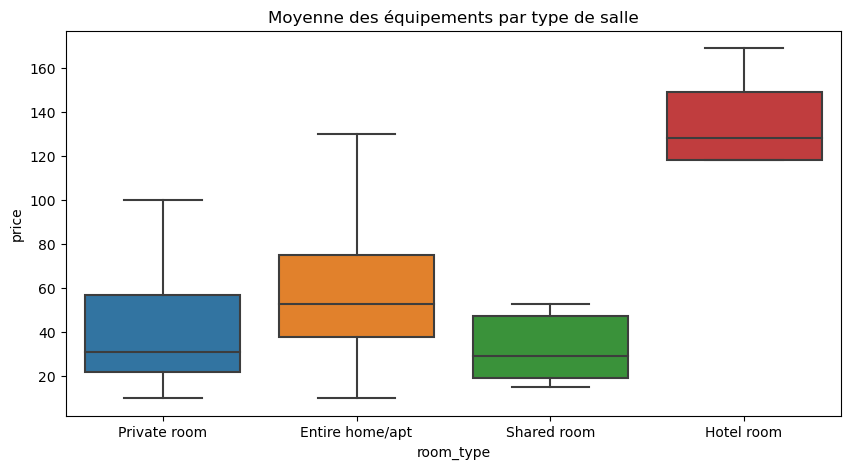 Moyenne des équipements par type de salle
price
160
140
120
100
80
60
40
20
Private room
Entire home/apt
Shared room
Hotel room
room_type